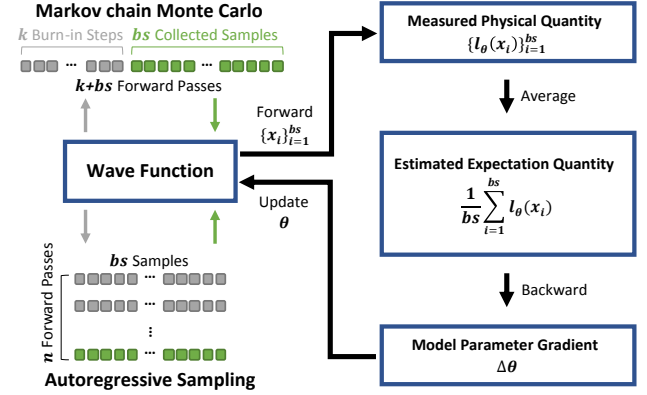 Markov chain Monte Carlo
k Burn-in Steps bs Collected Samples
... ... 
k+bs Forward Passes
Wave Function
bs Samples
... 
... 
⋮
... 
n Forward Passes
Autoregressive Sampling
Forward
{x_i}_{i=1}^{bs}
Update
θ
Measured Physical Quantity
{l_θ(x_i)}_{i=1}^{bs}
Average
Estimated Expectation Quantity
\frac{1}{bs} \sum_{i=1}^{bs} l_θ(x_i)
Backward
Model Parameter Gradient
Δθ